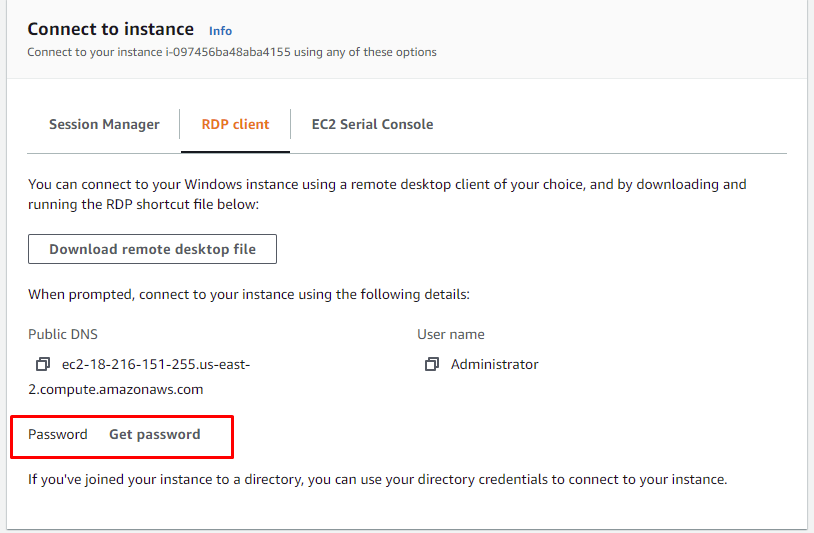 Connect to instance Info
Connect to your instance i-097456ba48aba4155 using any of these options
Session Manager RDP client EC2 Serial Console
You can connect to your Windows instance using a remote desktop client of your choice, and by downloading and
running the RDP shortcut file below:
Download remote desktop file
When prompted, connect to your instance using the following details:
Public DNS User name
ec2-18-216-151-255.us-east- Administrator
2.compute.amazonaws.com
Password Get password
If you've joined your instance to a directory, you can use your directory credentials to connect to your instance.